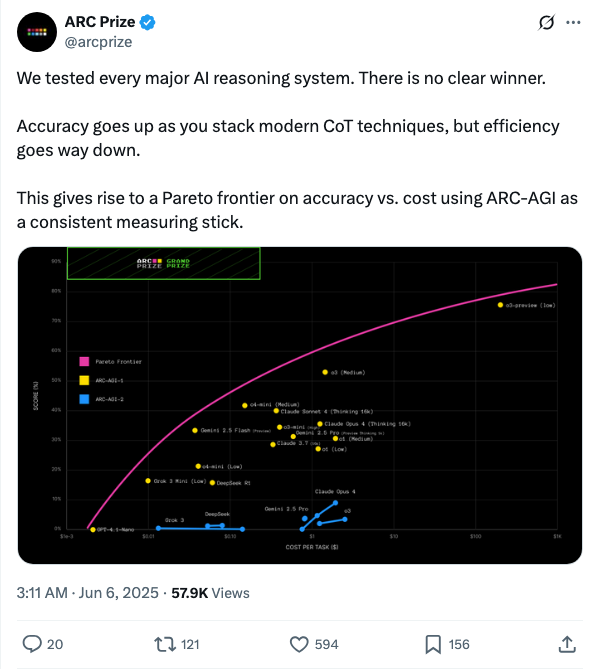 ARC Prize
@arcprize
We tested every major AI reasoning system. There is no clear winner.
Accuracy goes up as you stack modern CoT techniques, but efficiency
goes way down.
This gives rise to a Pareto frontier on accuracy vs. cost using ARC-AGI as
a consistent measuring stick.
90%
ARC PRIZE GRAND PRIZE
80%
o3-preview (low)
70%
60%
Pareto Frontier
o3 (Medium)
ARC-AGI-1
50%
ARC-AGI-2
SCORE (%)
40%
o4-mini (Medium)
Claude Sonnet 4 (Thinking 16k)
Claude Opus 4 (Thinking 16k)
Gemini 2.5 Flash (Preview)
o3-mini (High)
Gemini 2.5 Pro
30%
o1 (Medium)
Claude 3.7
o1 (Low)
o4-mini (Low)
20%
Grok 3 Mini (Low)
DeepSeek R1
10%
Claude Opus 4
Gemini 2.5 Pro
o3
DeepSeek
Grok 3
0%
GPT-4.1-Nano
$1e-3
$0.01
$0.10
$1
$10
$100
$1K
COST PER TASK ($)
3:11 AM · Jun 6, 2025 · 57.9K Views
20
121
594
156